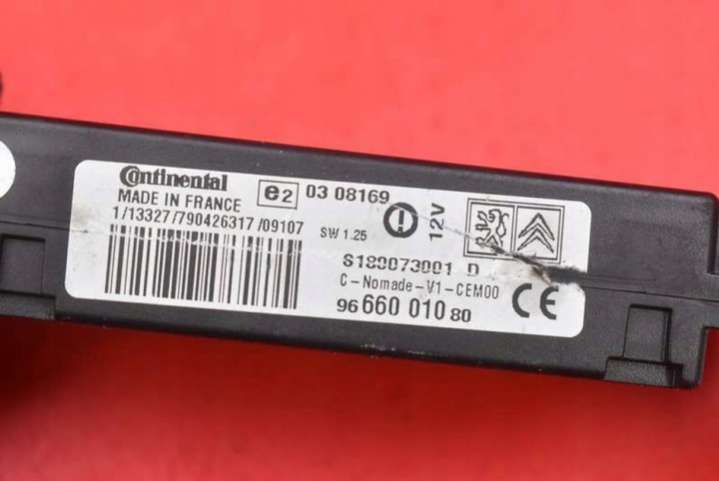 Continental
MADE IN FRANCE
e2 03 08169
1/13327/790426317/09107
SW 1.25
12V
S180073001 D
C-Nomade-V1-CEM00
CE
96 660 010 80